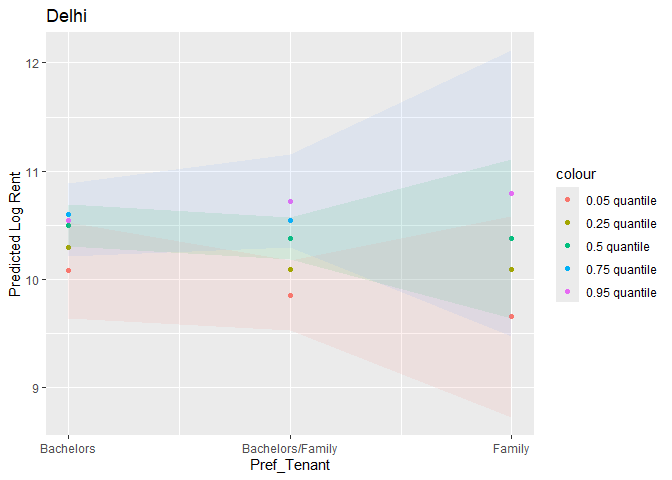 Delhi
Predicted Log Rent
12
11
10
9
Bachelors
Bachelors/Family
Family
Pref_Tenant
colour
0.05 quantile
0.25 quantile
0.5 quantile
0.75 quantile
0.95 quantile